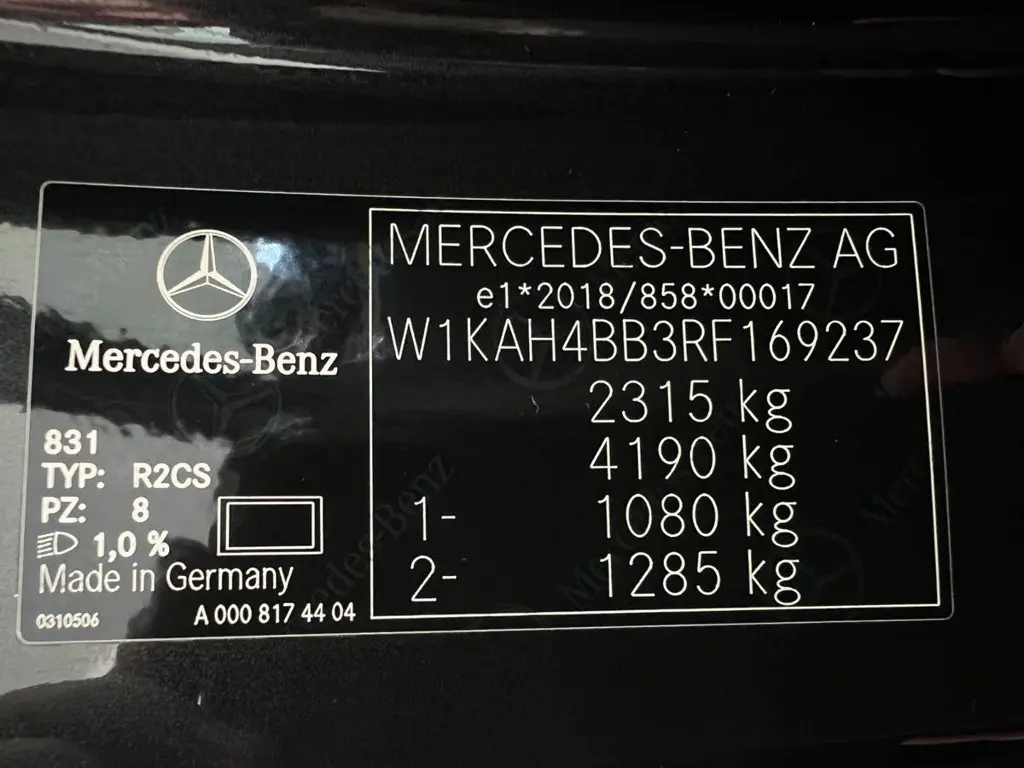 Mercedes-Benz
831
TYP: R2CS
PZ: 8
1,0 %
Made in Germany
0310506
A 000 817 44 04
MERCEDES-BENZ AG
e1*2018/858*00017
W1KAH4BB3RF169237
2315 kg
4190 kg
1- 1080 kg
2- 1285 kg